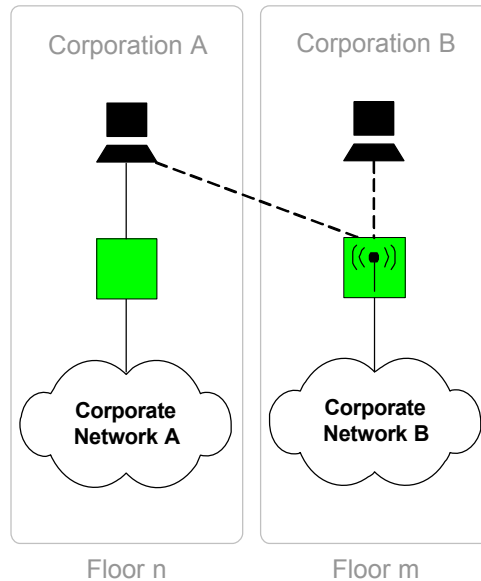 Corporation A
Corporation B
Corporate
Network A
Corporate
Network B
Floor n
Floor m